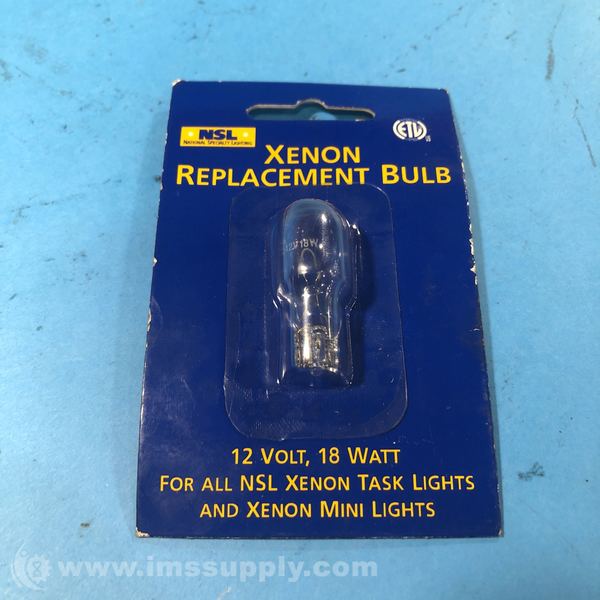 NSL
NATIONAL SPECIALTY LIGHTING
ETL
XENON
REPLACEMENT BULB
12V18W
12 VOLT, 18 WATT
FOR ALL NSL XENON TASK LIGHTS
AND XENON MINI LIGHTS
www.imssupply.com